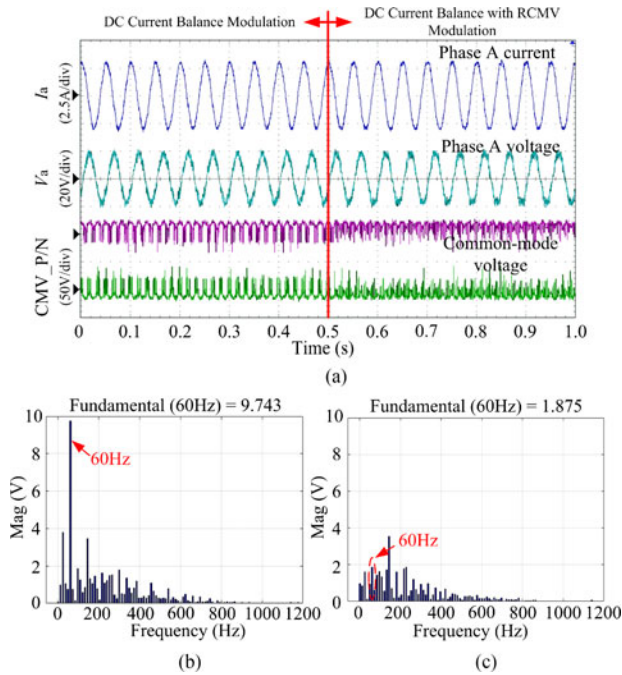 DC Current Balance Modulation
DC Current Balance with RCMV
Modulation
Phase A current
Ia
(2.5A/div)
Phase A voltage
Va
(20V/div)
Common-mode
voltage
CMV_P/N
(50V/div)
0 0.1 0.2 0.3 0.4 0.5 0.6 0.7 0.8 0.9 1.0
Time (s)
(a)
Fundamental (60Hz) = 9.743
10
8
6
4
2
0
Mag (V)
60Hz
0 200 400 600 800 1000 1200
Frequency (Hz)
(b)
Fundamental (60Hz) = 1.875
10
8
6
4
2
0
Mag (V)
60Hz
0 200 400 600 800 1000 1200
Frequency (Hz)
(c)